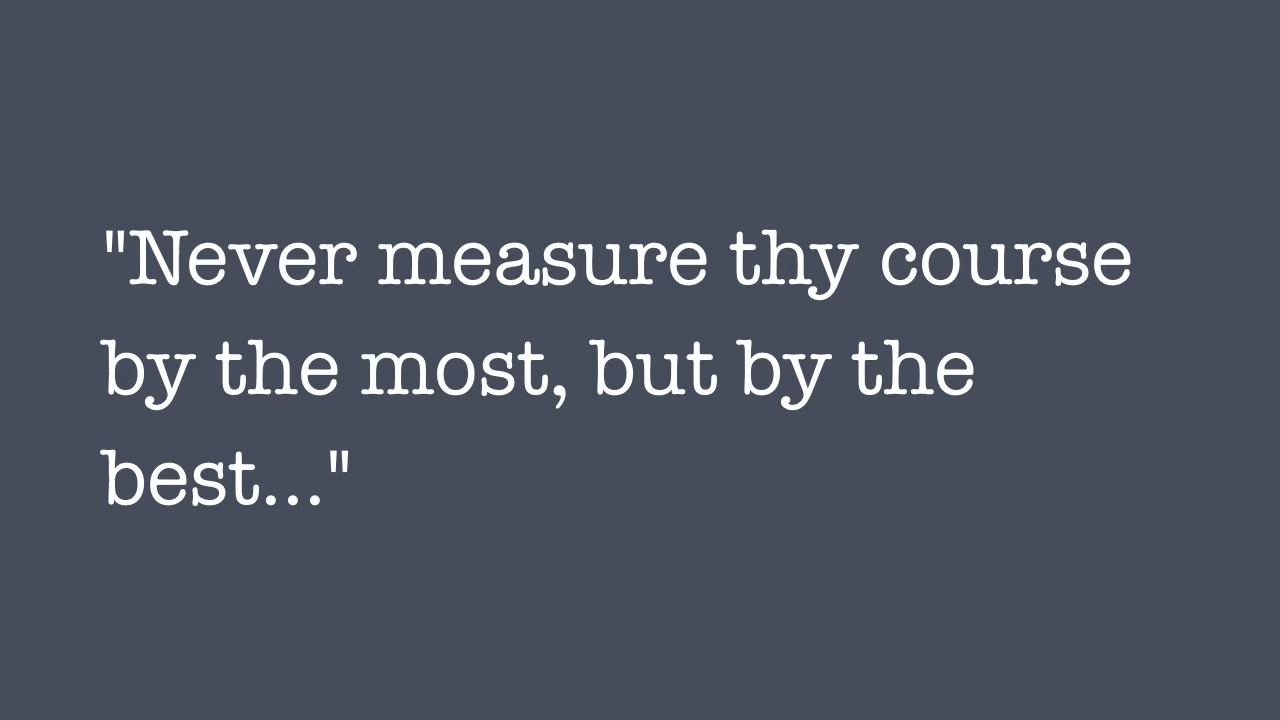 "Never measure thy course
by the most, but by the
best..."